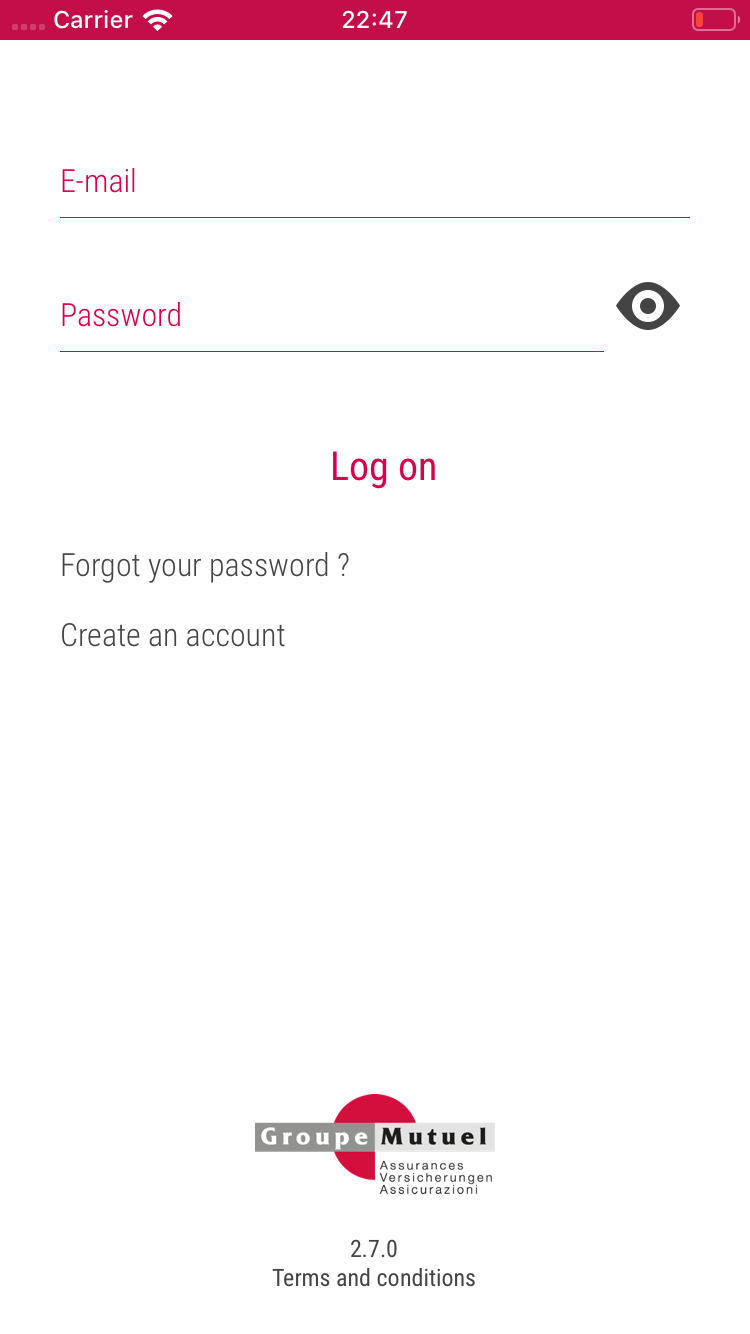 Carrier 22:47
E-mail
Password
Log on
Forgot your password ?
Create an account
Groupe Mutuel
Assurances
Versicherungen
Assicurazioni
2.7.0
Terms and conditions